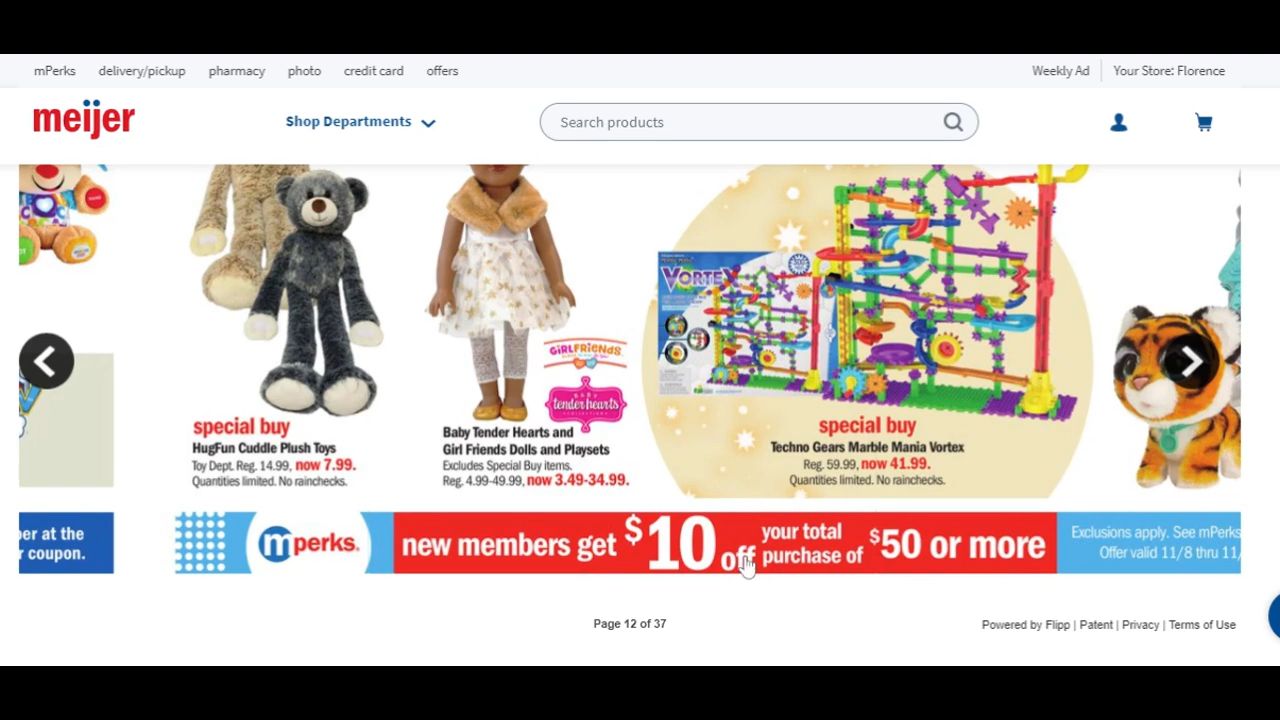 mPerks delivery/pickup pharmacy photo credit card offers Weekly Ad Your Store: Florence
meijer Shop Departments Search products
VORTEX
GIRLFRIENDS
BABY
tenderhearts
special buy
HugFun Cuddle Plush Toys
Toy Dept. Reg. 14.99, now 7.99.
Quantities limited. No rainchecks.
Baby Tender Hearts and
Girl Friends Dolls and Playsets
Excludes Special Buy items.
Reg. 4.99-49.99, now 3.49-34.99.
special buy
Techno Gears Marble Mania Vortex
Reg. 59.99, now 41.99.
Quantities limited. No rainchecks.
er at the
r coupon.
mperks. new members get $10 off your total
purchase of $50 or more
Exclusions apply. See mPerks
Offer valid 11/8 thru 11/
Page 12 of 37
Powered by Flipp | Patent | Privacy | Terms of Use